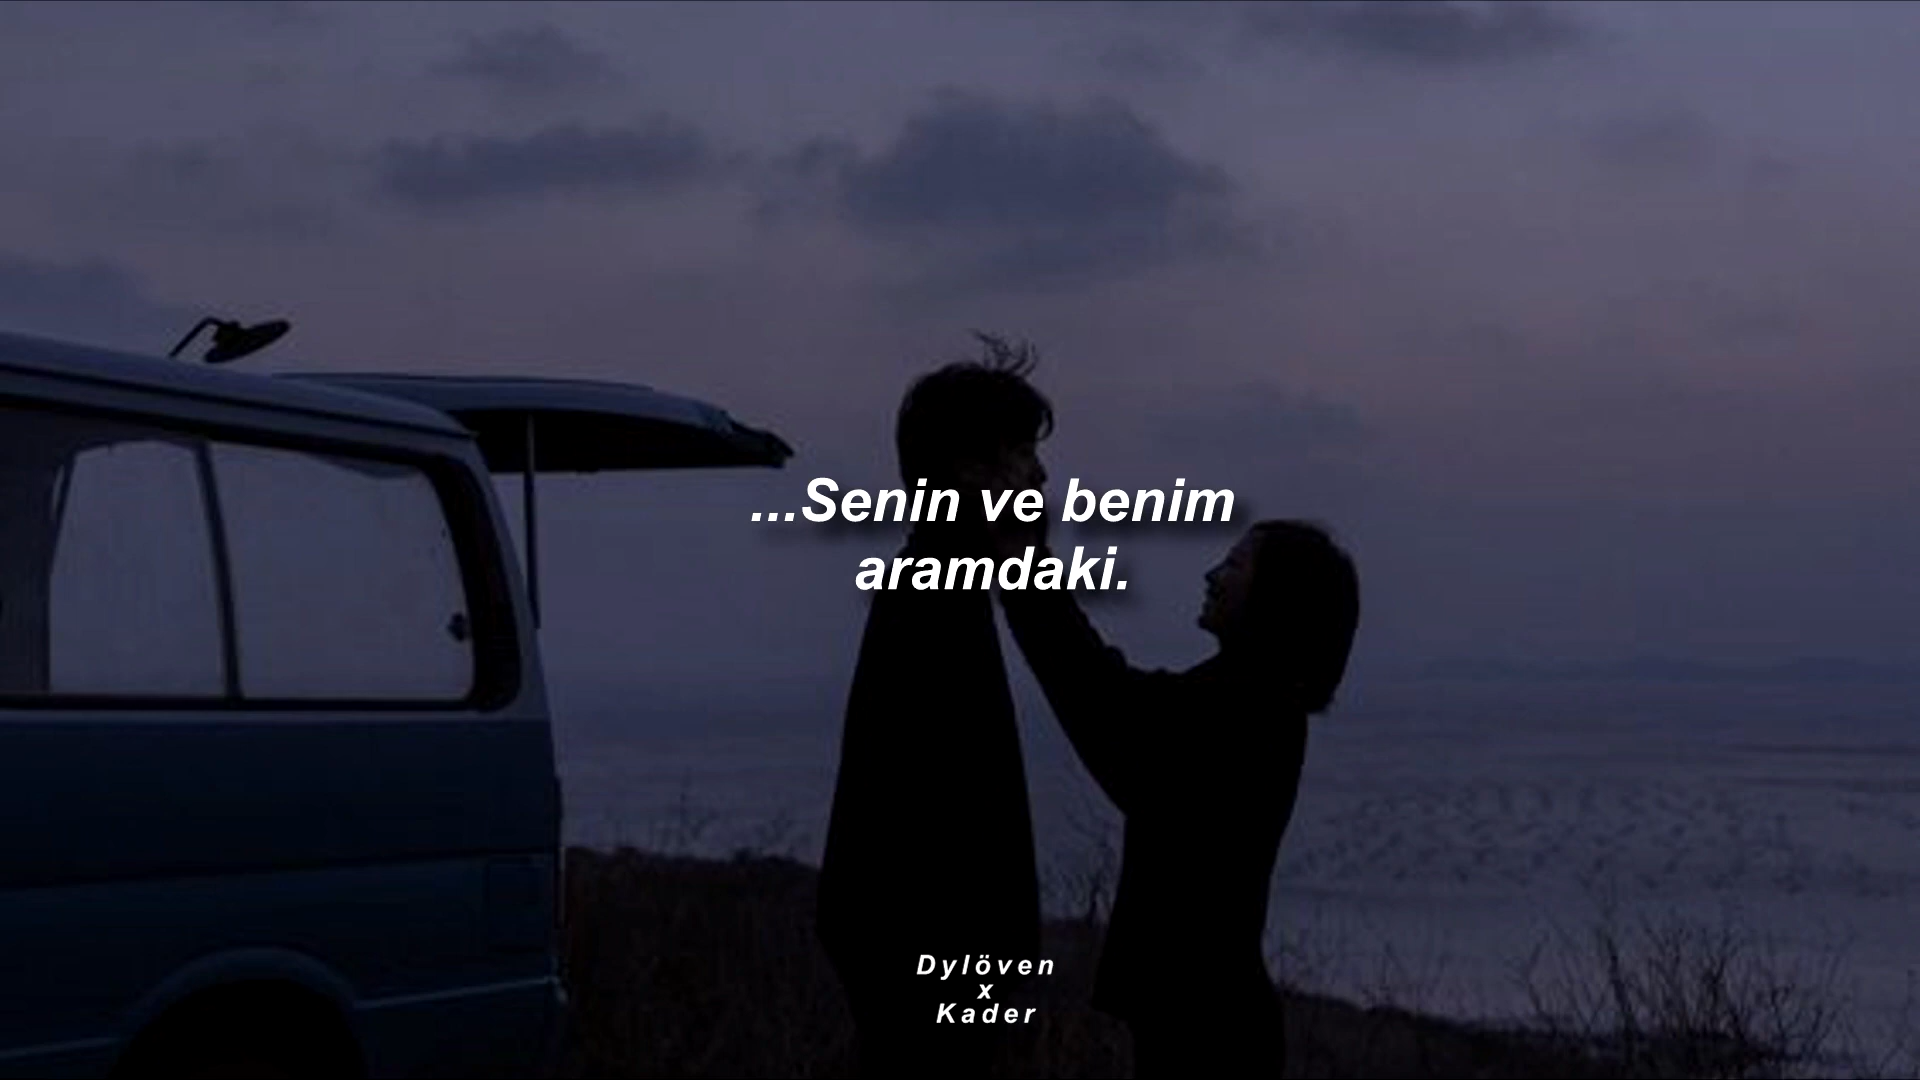 ...Senin ve benim
aramdaki.
Dylöven
x
Kader